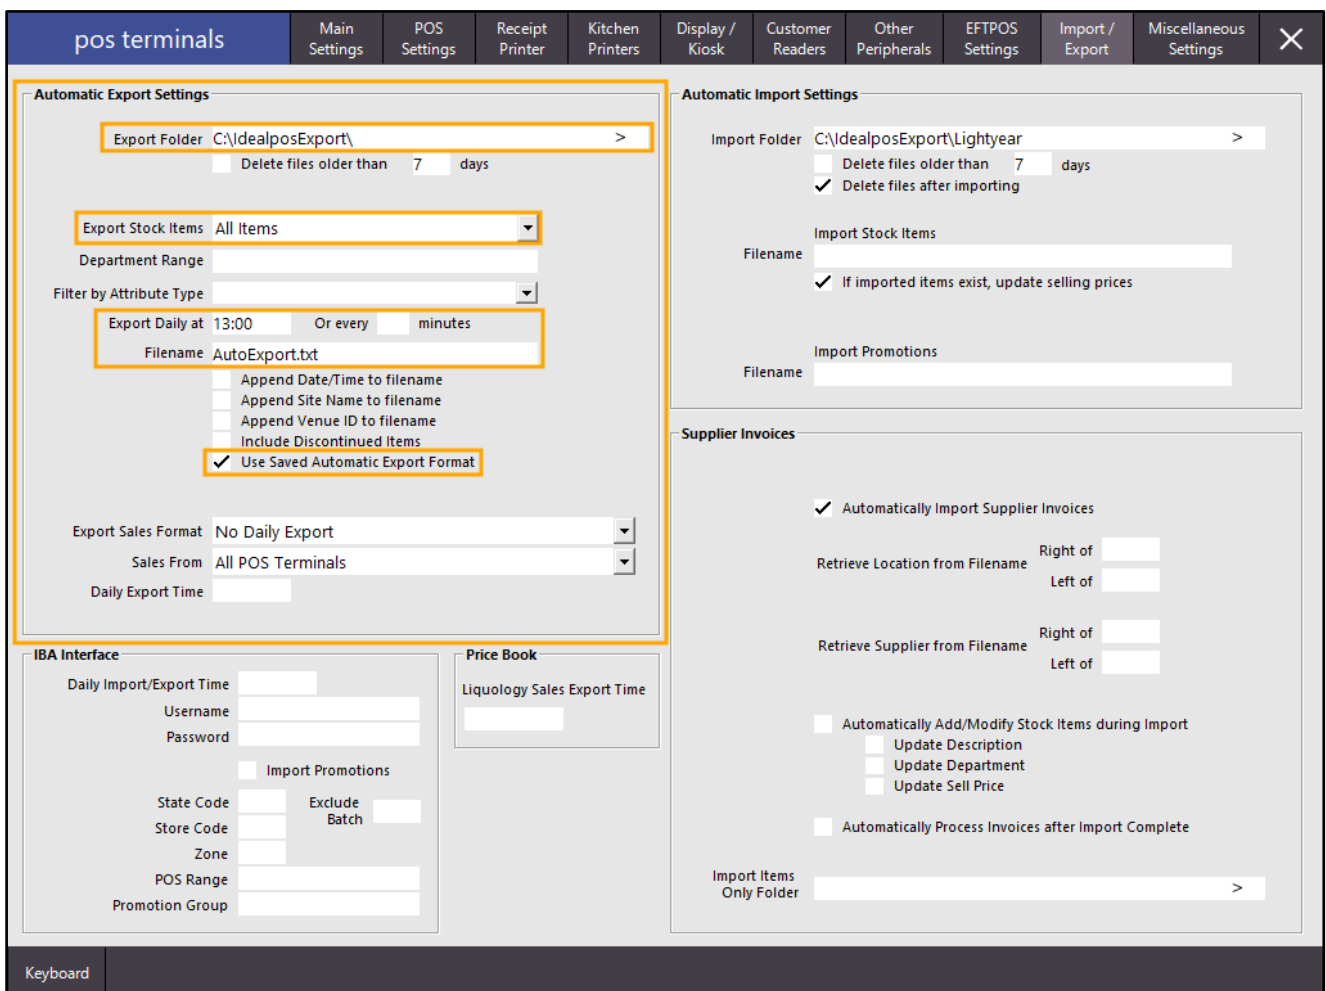 pos terminals
Main Settings
POS Settings
Receipt Printer
Kitchen Printers
Display / Kiosk
Customer Readers
Other Peripherals
EFTPOS Settings
Import / Export
Miscellaneous Settings
Automatic Export Settings
Export Folder C:\IdealposExport\ >
Delete files older than 7 days
Export Stock Items All Items
Department Range
Filter by Attribute Type
Export Daily at 13:00 Or every minutes
Filename AutoExport.txt
Append Date/Time to filename
Append Site Name to filename
Append Venue ID to filename
Include Discontinued Items
Use Saved Automatic Export Format
Export Sales Format No Daily Export
Sales From All POS Terminals
Daily Export Time
IBA Interface
Daily Import/Export Time
Username
Password
Import Promotions
State Code
Exclude Batch
Store Code
Zone
POS Range
Promotion Group
Price Book
Liquology Sales Export Time
Automatic Import Settings
Import Folder C:\IdealposExport\Lightyear >
Delete files older than 7 days
Delete files after importing
Import Stock Items
Filename
If imported items exist, update selling prices
Import Promotions
Filename
Supplier Invoices
Automatically Import Supplier Invoices
Retrieve Location from Filename
Right of
Left of
Retrieve Supplier from Filename
Right of
Left of
Automatically Add/Modify Stock Items during Import
Update Description
Update Department
Update Sell Price
Automatically Process Invoices after Import Complete
Import Items
Only Folder >
Keyboard